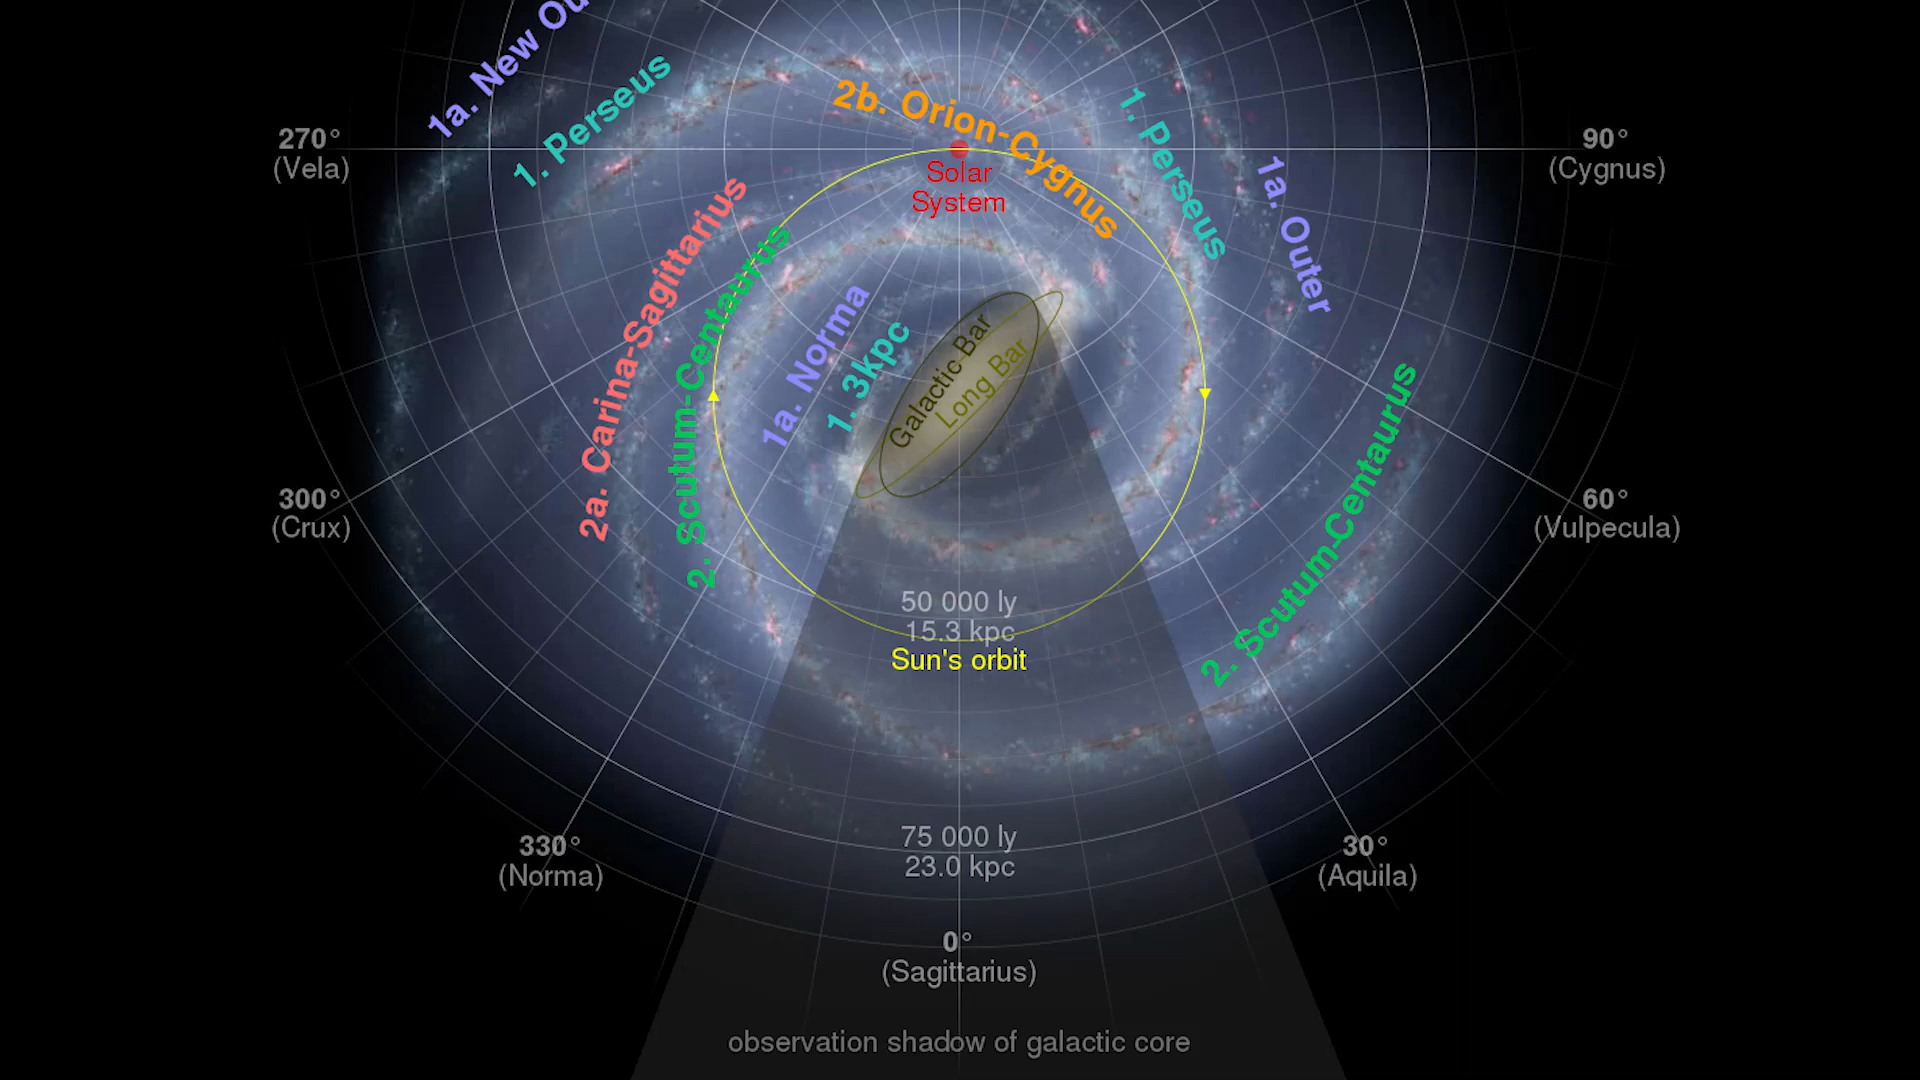 1a. New Ou
1. Perseus
2b. Orion-Cygnus
1. Perseus
270°
(Vela)
90°
(Cygnus)
Solar
System
1a. Outer
2a. Carina-Sagittarius
2. Scutum-Centaurus
1a. Norma
1. 3kpc
Galactic Bar
Long Bar
2. Scutum-Centaurus
300°
(Crux)
60°
(Vulpecula)
50 000 ly
15.3 kpc
Sun's orbit
330°
(Norma)
75 000 ly
23.0 kpc
30°
(Aquila)
0°
(Sagittarius)
observation shadow of galactic core